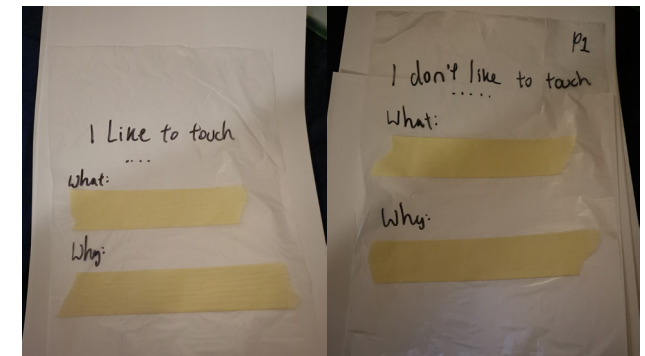 I Like to touch
....
What:
Why:
P1
I don't like to touch
.....
What:
Why: